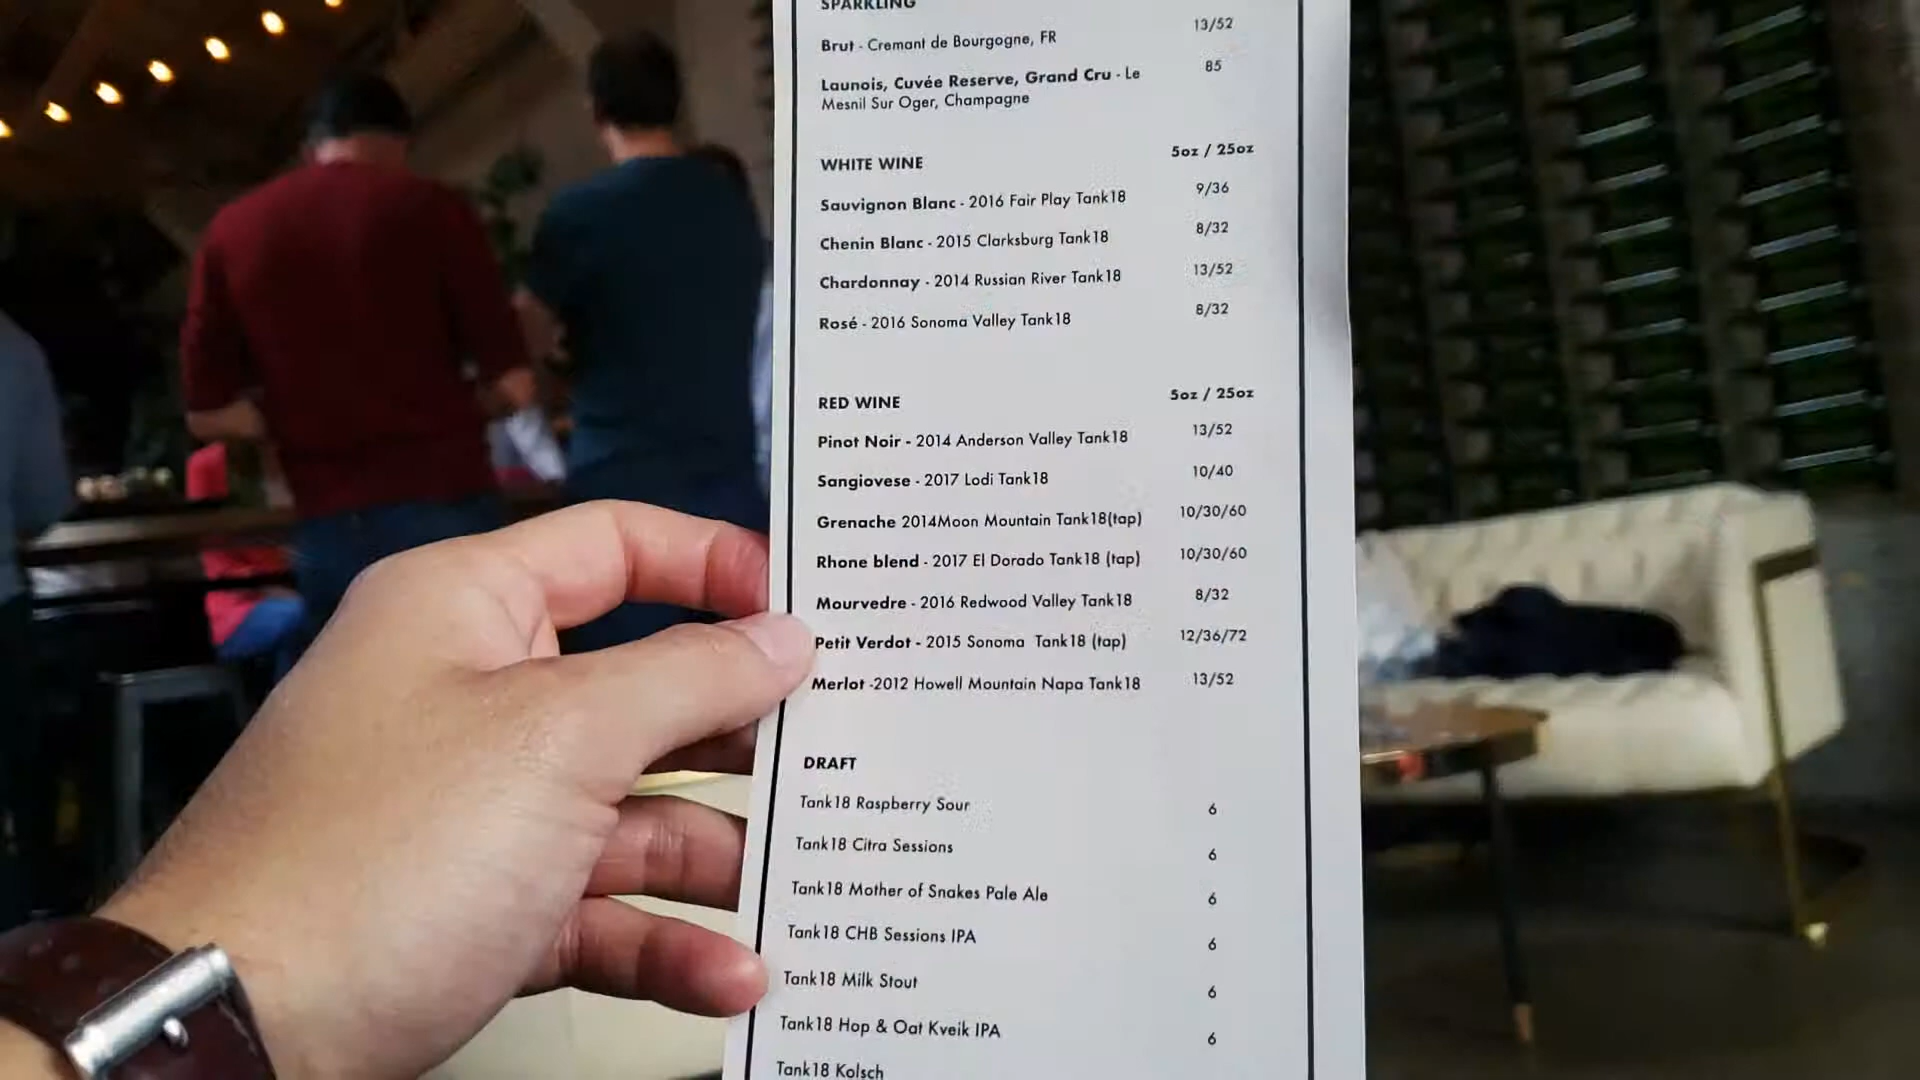 SPARKLING
Brut - Cremant de Bourgogne, FR 13/52
Launois, Cuvée Reserve, Grand Cru - Le 85
Mesnil Sur Oger, Champagne
WHITE WINE 5oz / 25oz
Sauvignon Blanc - 2016 Fair Play Tank18 9/36
Chenin Blanc - 2015 Clarksburg Tank18 8/32
Chardonnay - 2014 Russian River Tank18 13/52
Rosé - 2016 Sonoma Valley Tank18 8/32
RED WINE 5oz / 25oz
Pinot Noir - 2014 Anderson Valley Tank18 13/52
Sangiovese - 2017 Lodi Tank18 10/40
Grenache 2014Moon Mountain Tank18(tap) 10/30/60
Rhone blend - 2017 El Dorado Tank18 (tap) 10/30/60
Mourvedre - 2016 Redwood Valley Tank18 8/32
Petit Verdot - 2015 Sonoma Tank18 (tap) 12/36/72
Merlot -2012 Howell Mountain Napa Tank18 13/52
DRAFT
Tank18 Raspberry Sour 6
Tank18 Citra Sessions 6
Tank18 Mother of Snakes Pale Ale 6
Tank18 CHB Sessions IPA 6
Tank18 Milk Stout 6
Tank18 Hop & Oat Kveik IPA 6
Tank18 Kolsch